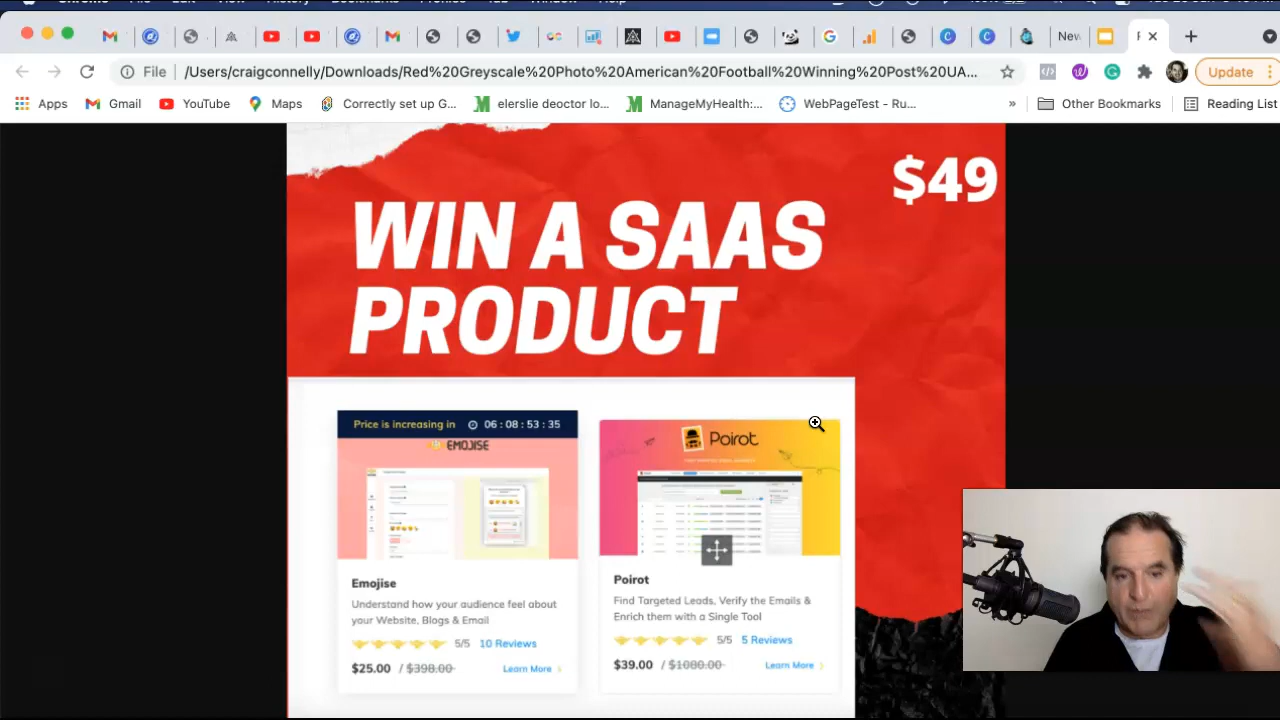 File
/Users/craigconnelly/Downloads/Red%20Greyscale%20Photo%20American%20Football%20Winning%20Post%20UA...
Update
Apps
Gmail
YouTube
Maps
Correctly set up G...
elerslie deoctor lo...
ManageMyHealth:...
WebPageTest - Ru...
»
Other Bookmarks
Reading List
$49
WIN A SAAS
PRODUCT
Price is increasing in 06 : 08 : 53 : 35
EMOJISE
Poirot
Emojise
Understand how your audience feel about
your Website, Blogs & Email
5/5 10 Reviews
$25.00 / $398.00
Learn More
Poirot
Find Targeted Leads, Verify the Emails &
Enrich them with a Single Tool
5/5 5 Reviews
$39.00 / $1080.00
Learn More